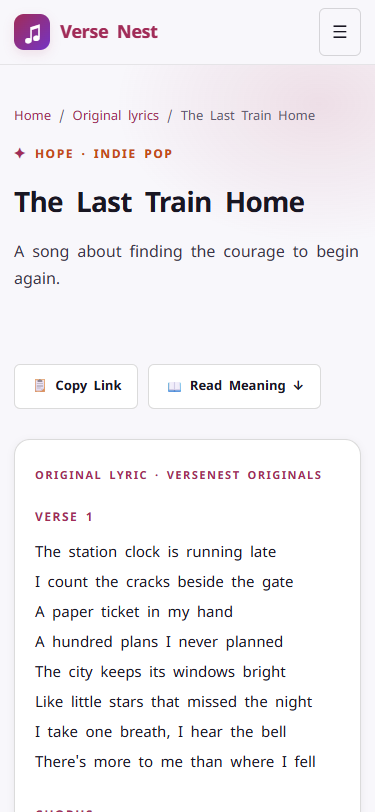 Verse Nest
☰
Home / Original lyrics / The Last Train Home
✦ HOPE · INDIE POP
The Last Train Home
A song about finding the courage to begin
again.
Copy Link
Read Meaning ↓
ORIGINAL LYRIC · VERSENEST ORIGINALS
VERSE 1
The station clock is running late
I count the cracks beside the gate
A paper ticket in my hand
A hundred plans I never planned
The city keeps its windows bright
Like little stars that missed the night
I take one breath, I hear the bell
There's more to me than where I fell